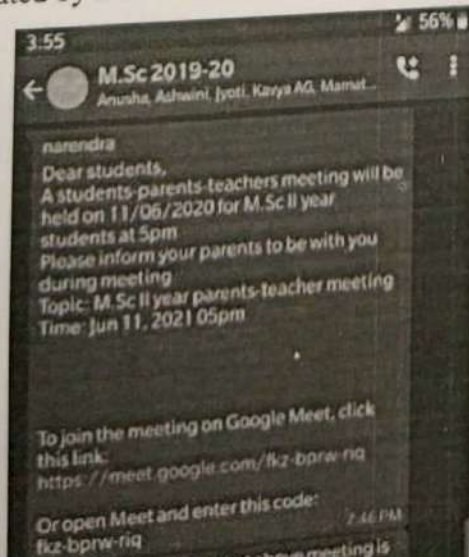 3:55 56%
M.Sc 2019-20
Anusha, Ashwini, Jyoti, Kavya AG, Mamat...
narendra
Dear students,
A students-parents-teachers meeting will be
held on 11/06/2020 for M.Sc II year
students at 5pm
Please inform your parents to be with you
during meeting
Topic: M.Sc II year parents-teacher meeting
Time: Jun 11, 2021 05pm
To join the meeting on Google Meet, click
this link:
https://meet.google.com/fkz-bprw-riq
Or open Meet and enter this code:
fkz-bprw-riq
7:46 PM
meeting is